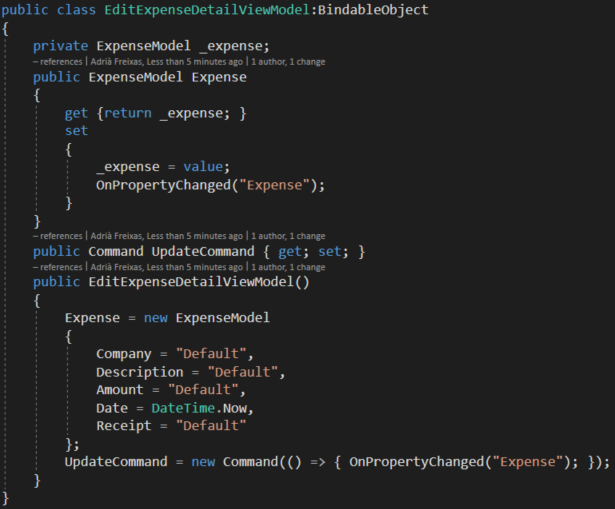 public class EditExpenseDetailViewModel:BindableObject
{
private ExpenseModel _expense;
– references | Adrià Freixas, Less than 5 minutes ago | 1 author, 1 change
public ExpenseModel Expense
{
get {return _expense; }
set
{
_expense = value;
OnPropertyChanged("Expense");
}
}
– references | Adrià Freixas, Less than 5 minutes ago | 1 author, 1 change
public Command UpdateCommand { get; set; }
– references | Adrià Freixas, Less than 5 minutes ago | 1 author, 1 change
public EditExpenseDetailViewModel()
{
Expense = new ExpenseModel
{
Company = "Default",
Description = "Default",
Amount = "Default",
Date = DateTime.Now,
Receipt = "Default"
};
UpdateCommand = new Command(() => { OnPropertyChanged("Expense"); });
}
}